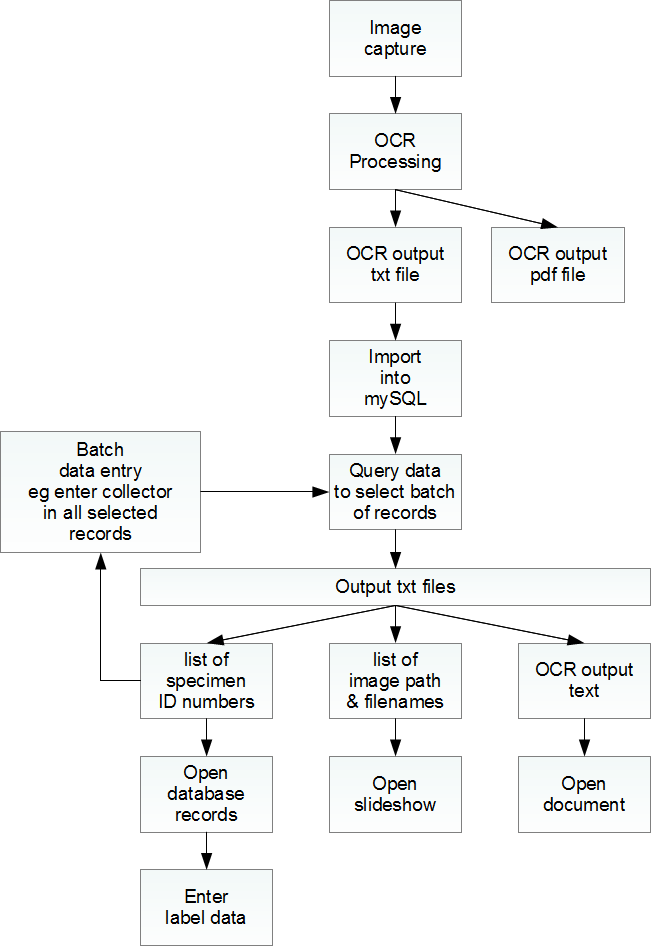 Image
capture
OCR
Processing
OCR output
txt file
OCR output
pdf file
Import
into
mySQL
Batch
data entry
eg enter collector
in all selected
records
Query data
to select batch
of records
Output txt files
list of
specimen
ID numbers
list of
image path
& filenames
OCR output
text
Open
database
records
Open
slideshow
Open
document
Enter
label data